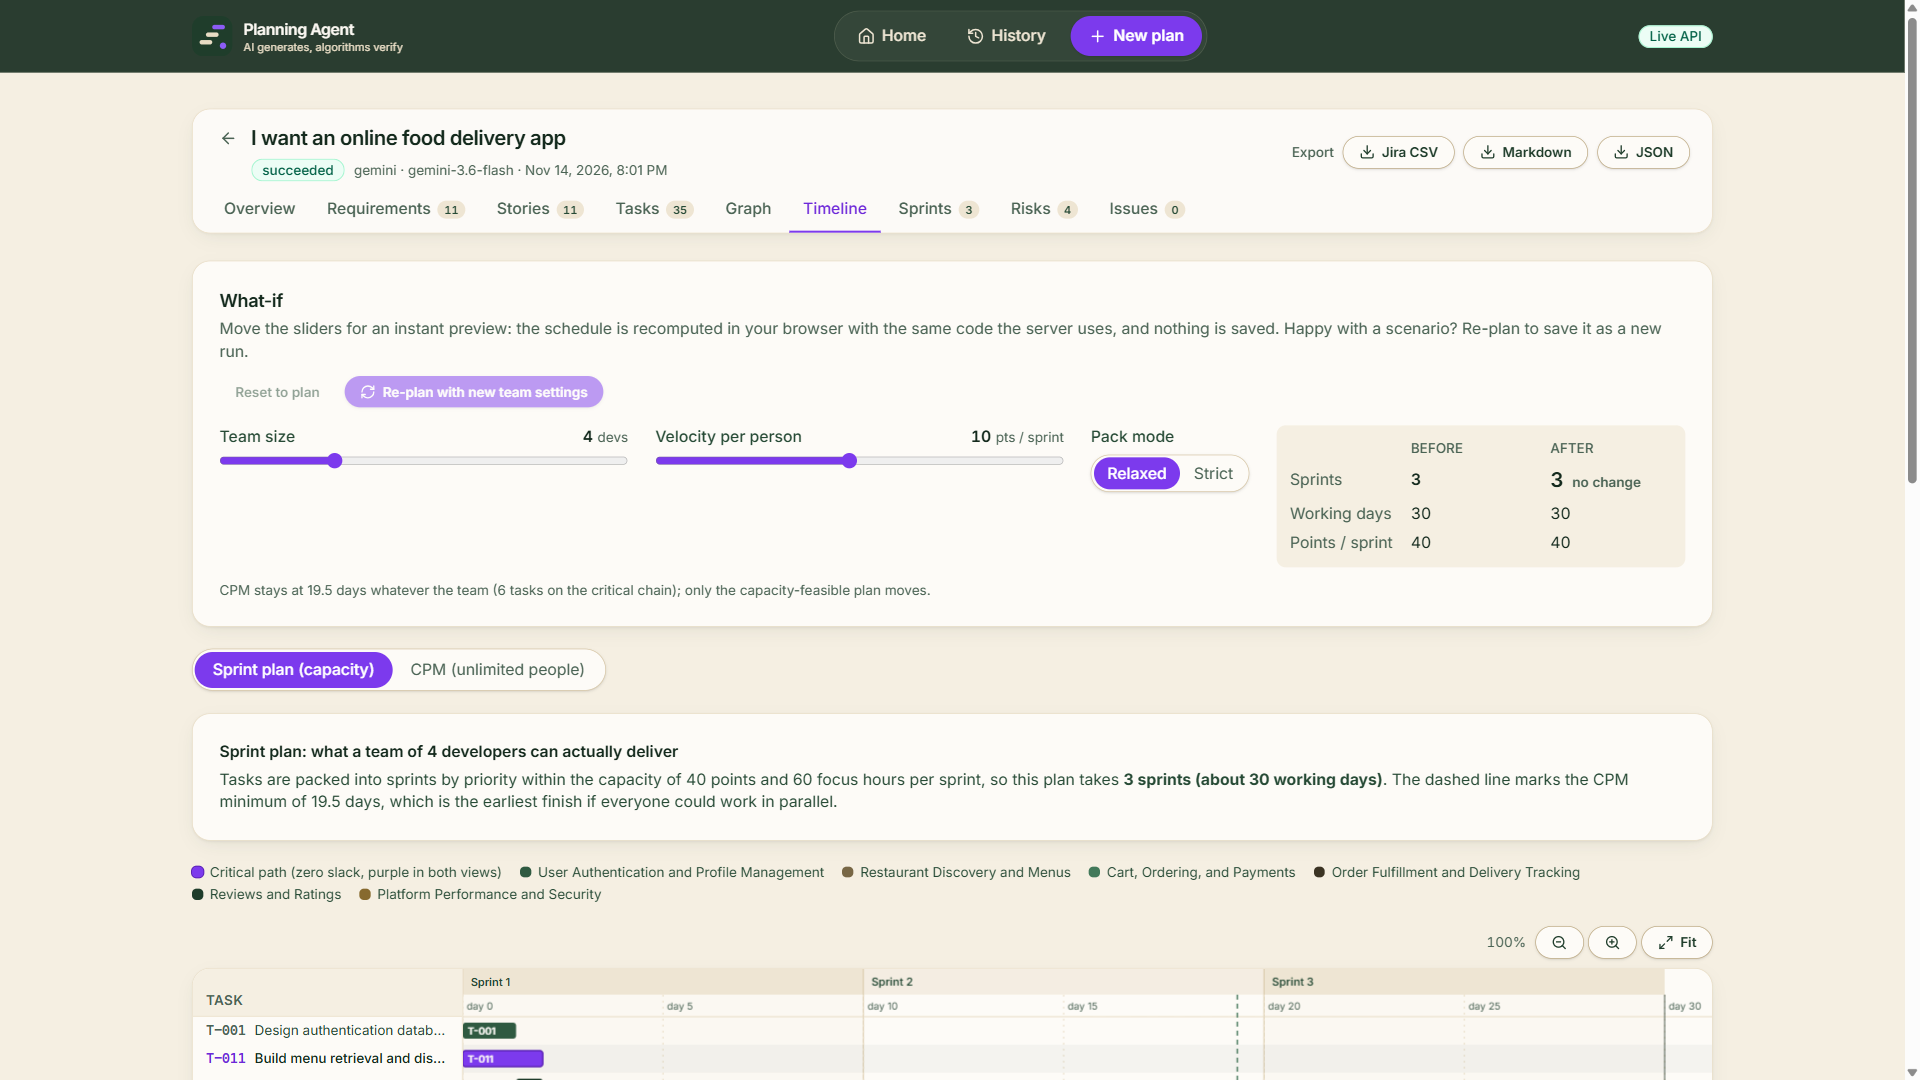 Planning Agent
AI generates, algorithms verify
Home
History
New plan
Live API
I want an online food delivery app
succeeded
gemini · gemini-3.6-flash · Nov 14, 2026, 8:01 PM
Export
Jira CSV
Markdown
JSON
Overview
Requirements 11
Stories 11
Tasks 35
Graph
Timeline
Sprints 3
Risks 4
Issues 0
What-if
Move the sliders for an instant preview: the schedule is recomputed in your browser with the same code the server uses, and nothing is saved. Happy with a scenario? Re-plan to save it as a new
run.
Reset to plan
Re-plan with new team settings
Team size
4 devs
Velocity per person
10 pts / sprint
Pack mode
Relaxed
Strict
BEFORE AFTER
Sprints 3 3 no change
Working days 30 30
Points / sprint 40 40
CPM stays at 19.5 days whatever the team (6 tasks on the critical chain); only the capacity-feasible plan moves.
Sprint plan (capacity)
CPM (unlimited people)
Sprint plan: what a team of 4 developers can actually deliver
Tasks are packed into sprints by priority within the capacity of 40 points and 60 focus hours per sprint, so this plan takes 3 sprints (about 30 working days). The dashed line marks the CPM
minimum of 19.5 days, which is the earliest finish if everyone could work in parallel.
Critical path (zero slack, purple in both views)
User Authentication and Profile Management
Restaurant Discovery and Menus
Cart, Ordering, and Payments
Order Fulfillment and Delivery Tracking
Reviews and Ratings
Platform Performance and Security
100%
Fit
TASK
Sprint 1
Sprint 2
Sprint 3
day 0
day 5
day 10
day 15
day 20
day 25
day 30
T-001 Design authentication datab...
T-001
T-011 Build menu retrieval and dis...
T-011